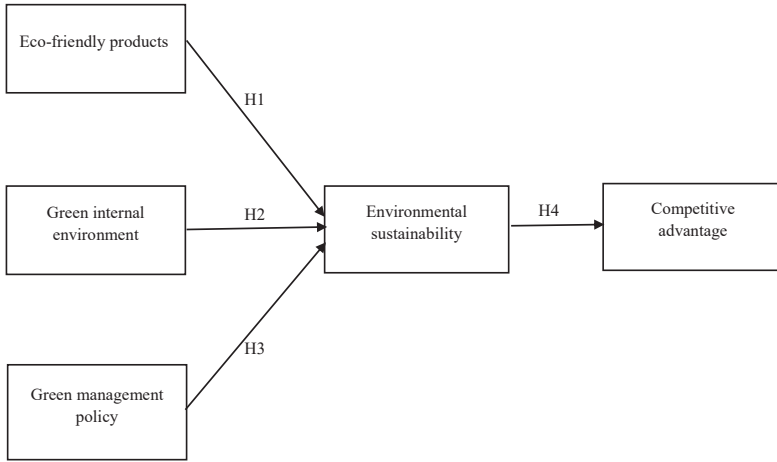 Eco-friendly products
H1
Green internal
environment
H2
Environmental
sustainability
H4
Competitive
advantage
H3
Green management
policy